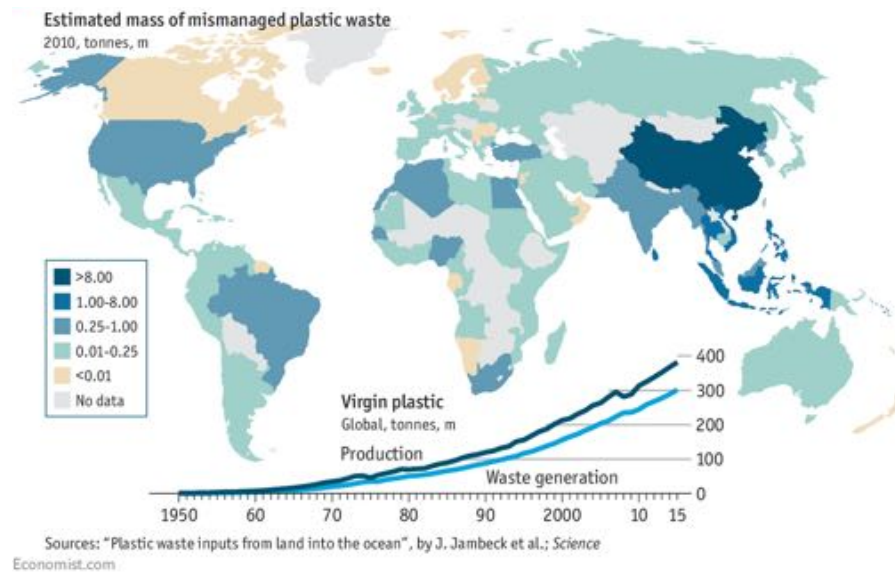 Estimated mass of mismanaged plastic waste
2010, tonnes, m
>8.00
1.00-8.00
0.25-1.00
0.01-0.25
<0.01
No data
Virgin plastic
Global, tonnes, m
Production
Waste generation
400
300
200
100
0
1950 60 70 80 90 2000 10 15
Sources: "Plastic waste inputs from land into the ocean", by J. Jambeck et al.; Science
Economist.com